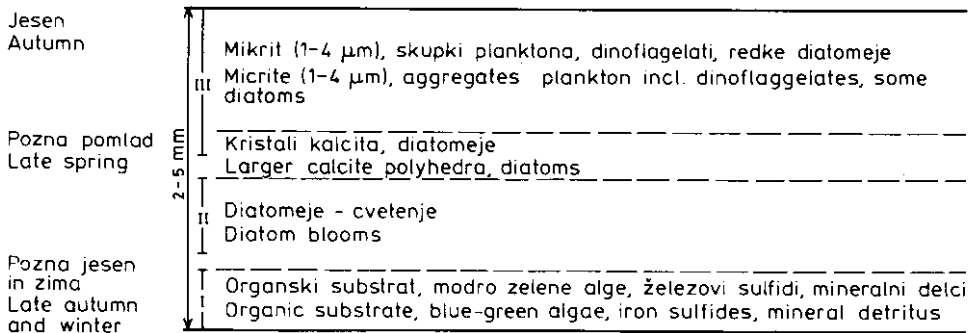 Jesen
Autumn
Mikrit (1-4 μm), skupki planktona, dinoflagelati, redke diatomeje
Micrite (1-4 μm), aggregates plankton incl. dinoflaggelates, some
diatoms
III
Pozna pomlad
Late spring
Kristali kalcita, diatomeje
Larger calcite polyhedra, diatoms
2-5 mm
II
Diatomeje - cvetenje
Diatom blooms
Pozna jesen
in zima
Late autumn
and winter
I
Organski substrat, modro zelene alge, železovi sulfidi, mineralni delci
Organic substrate, blue-green algae, iron sulfides, mineral detritus